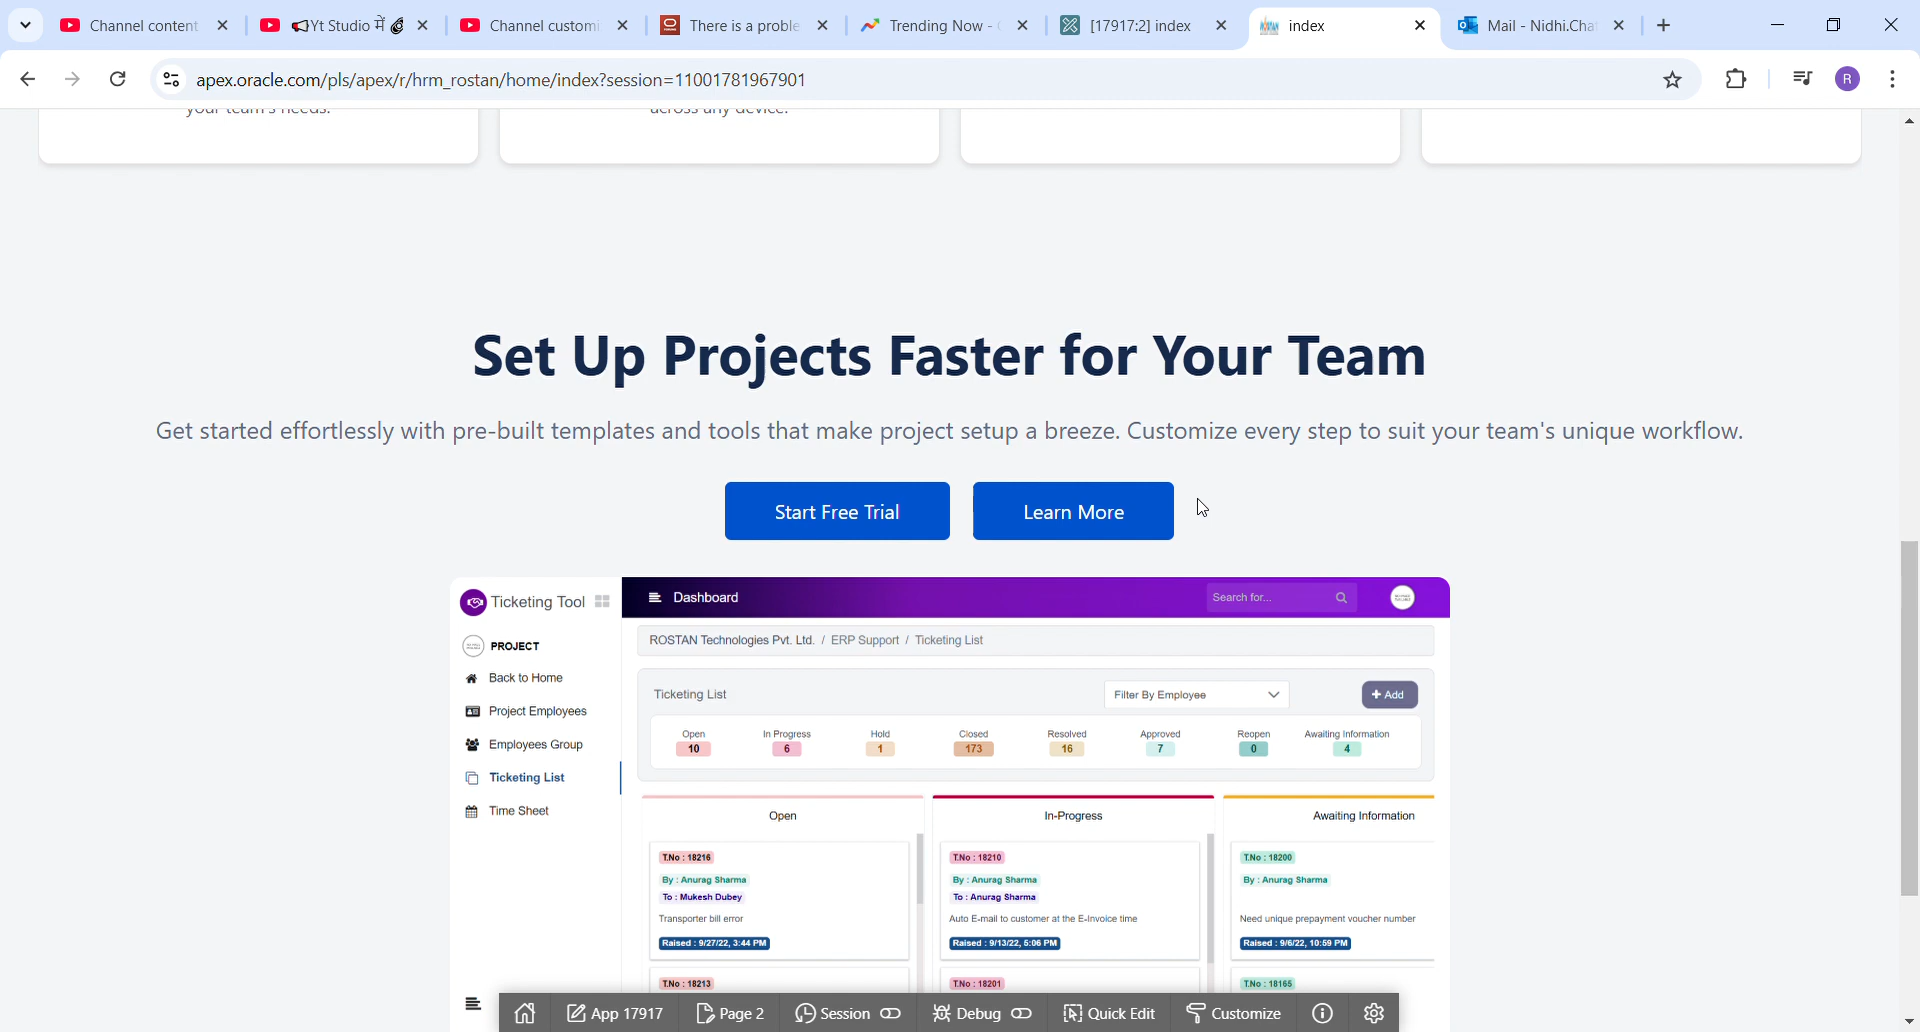 Channel content
📢Yt Studio में
Channel customi
There is a proble
Trending Now - G
[17917:2] index
index
Mail - Nidhi.Cha
apex.oracle.com/pls/apex/r/hrm_rostan/home/index?session=11001781967901
R
your team's needs.
across any device.
Set Up Projects Faster for Your Team
Get started effortlessly with pre-built templates and tools that make project setup a breeze. Customize every step to suit your team's unique workflow.
Start Free Trial
Learn More
Ticketing Tool
Dashboard
Search for...
PROJECT
Back to Home
Project Employees
Employees Group
Ticketing List
Time Sheet
ROSTAN Technologies Pvt. Ltd. / ERP Support / Ticketing List
Ticketing List
Filter By Employee
+ Add
Open In Progress Hold Closed Resolved Approved Reopen Awaiting Information
10 6 1 173 16 7 0 4
Open
T.No : 18216
By : Anurag Sharma
To : Mukesh Dubey
Transporter bill error
Raised : 9/27/22, 3:44 PM
T.No : 18213
In-Progress
T.No : 18210
By : Anurag Sharma
To : Anurag Sharma
Auto E-mail to customer at the E-Invoice time
Raised : 9/13/22, 5:06 PM
T.No : 18201
Awaiting Information
T.No : 18200
By : Anurag Sharma
Need unique prepayment voucher number
Raised : 9/6/22, 10:59 PM
T.No : 18165
App 17917
Page 2
Session
Debug
Quick Edit
Customize